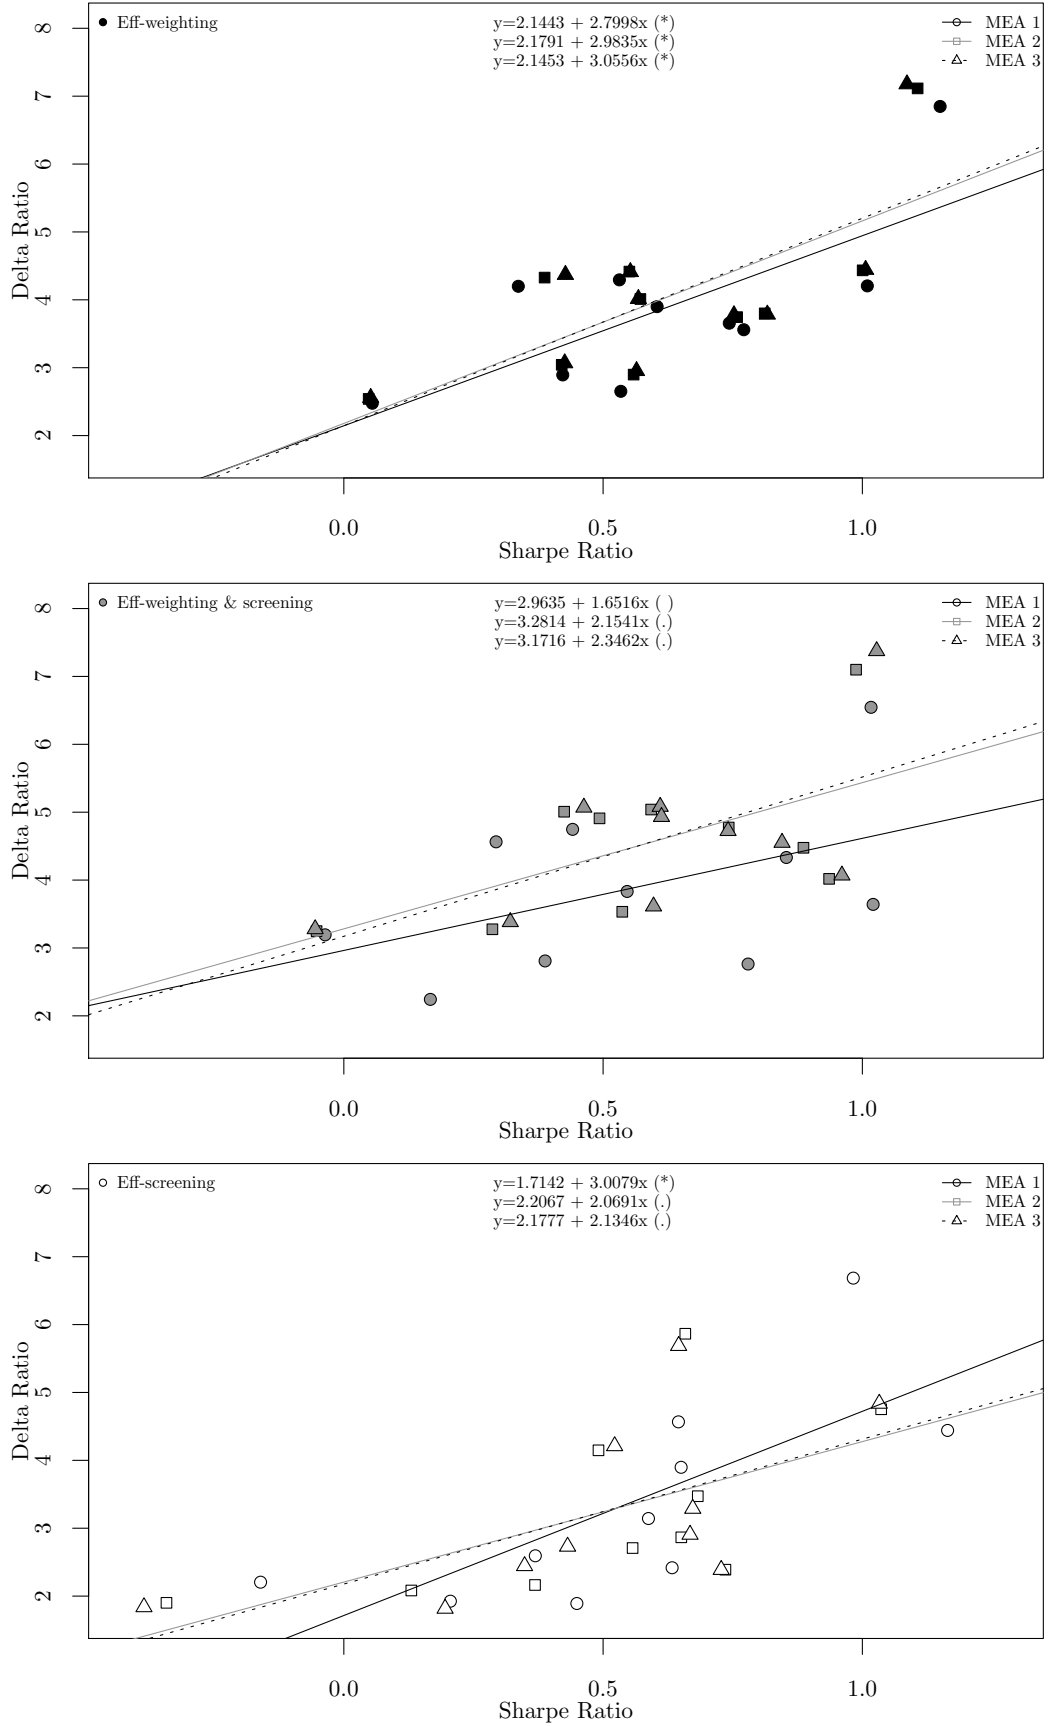 Eff-weighting
y=2.1443 + 2.7998x (*)
y=2.1791 + 2.9835x (*)
y=2.1453 + 3.0556x (*)
MEA 1
MEA 2
MEA 3
8
7
6
5
4
3
2
Delta Ratio
0.0 0.5 1.0
Sharpe Ratio
Eff-weighting & screening
y=2.9635 + 1.6516x ( )
y=3.2814 + 2.1541x (.)
y=3.1716 + 2.3462x (.)
MEA 1
MEA 2
MEA 3
8
7
6
5
4
3
2
Delta Ratio
0.0 0.5 1.0
Sharpe Ratio
Eff-screening
y=1.7142 + 3.0079x (*)
y=2.2067 + 2.0691x (.)
y=2.1777 + 2.1346x (.)
MEA 1
MEA 2
MEA 3
8
7
6
5
4
3
2
Delta Ratio
0.0 0.5 1.0
Sharpe Ratio